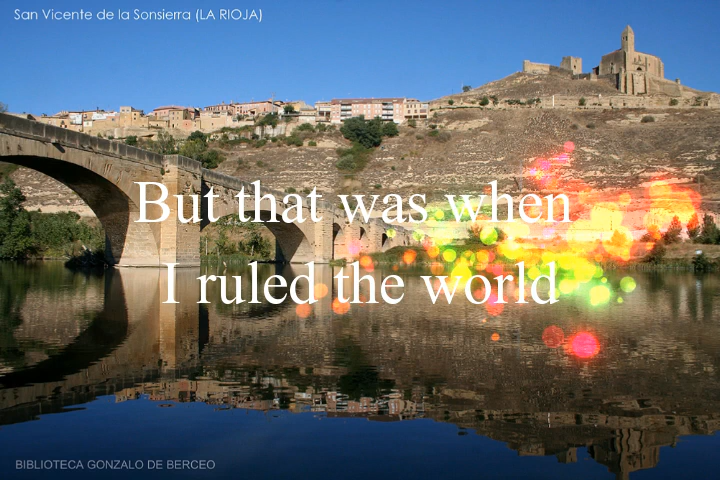 San Vicente de la Sonsierra (LA RIOJA)
But that was when
I ruled the world
BIBLIOTECA GONZALO DE BERCEO